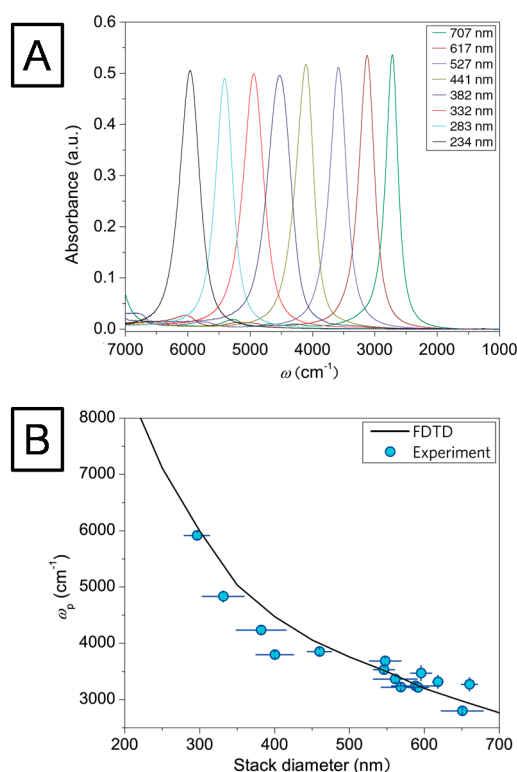 A
0.6
0.5
0.4
0.3
0.2
0.1
0.0
Absorbance (a.u.)
707 nm
617 nm
527 nm
441 nm
382 nm
332 nm
283 nm
234 nm
7000 6000 5000 4000 3000 2000 1000
ω (cm⁻¹)
B
8000
7000
6000
5000
4000
3000
ωₚ (cm⁻¹)
FDTD
Experiment
200 300 400 500 600 700
Stack diameter (nm)